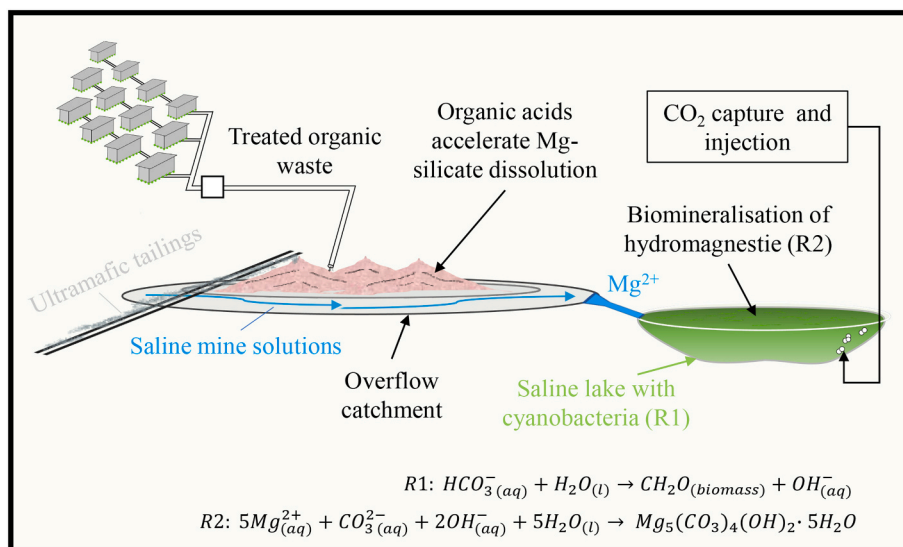 Treated organic
waste
Organic acids
accelerate Mg-
silicate dissolution
CO₂ capture and
injection
Biomineralisation of
hydromagnestie (R2)
Ultramafic tailings
Mg²⁺
Saline mine solutions
Overflow
catchment
Saline lake with
cyanobacteria (R1)
R1: HCO₃⁻(aq) + H₂O(l) → CH₂O(biomass) + OH⁻(aq)
R2: 5Mg²⁺(aq) + CO₃²⁻(aq) + 2OH⁻(aq) + 5H₂O(l) → Mg₅(CO₃)₄(OH)₂· 5H₂O